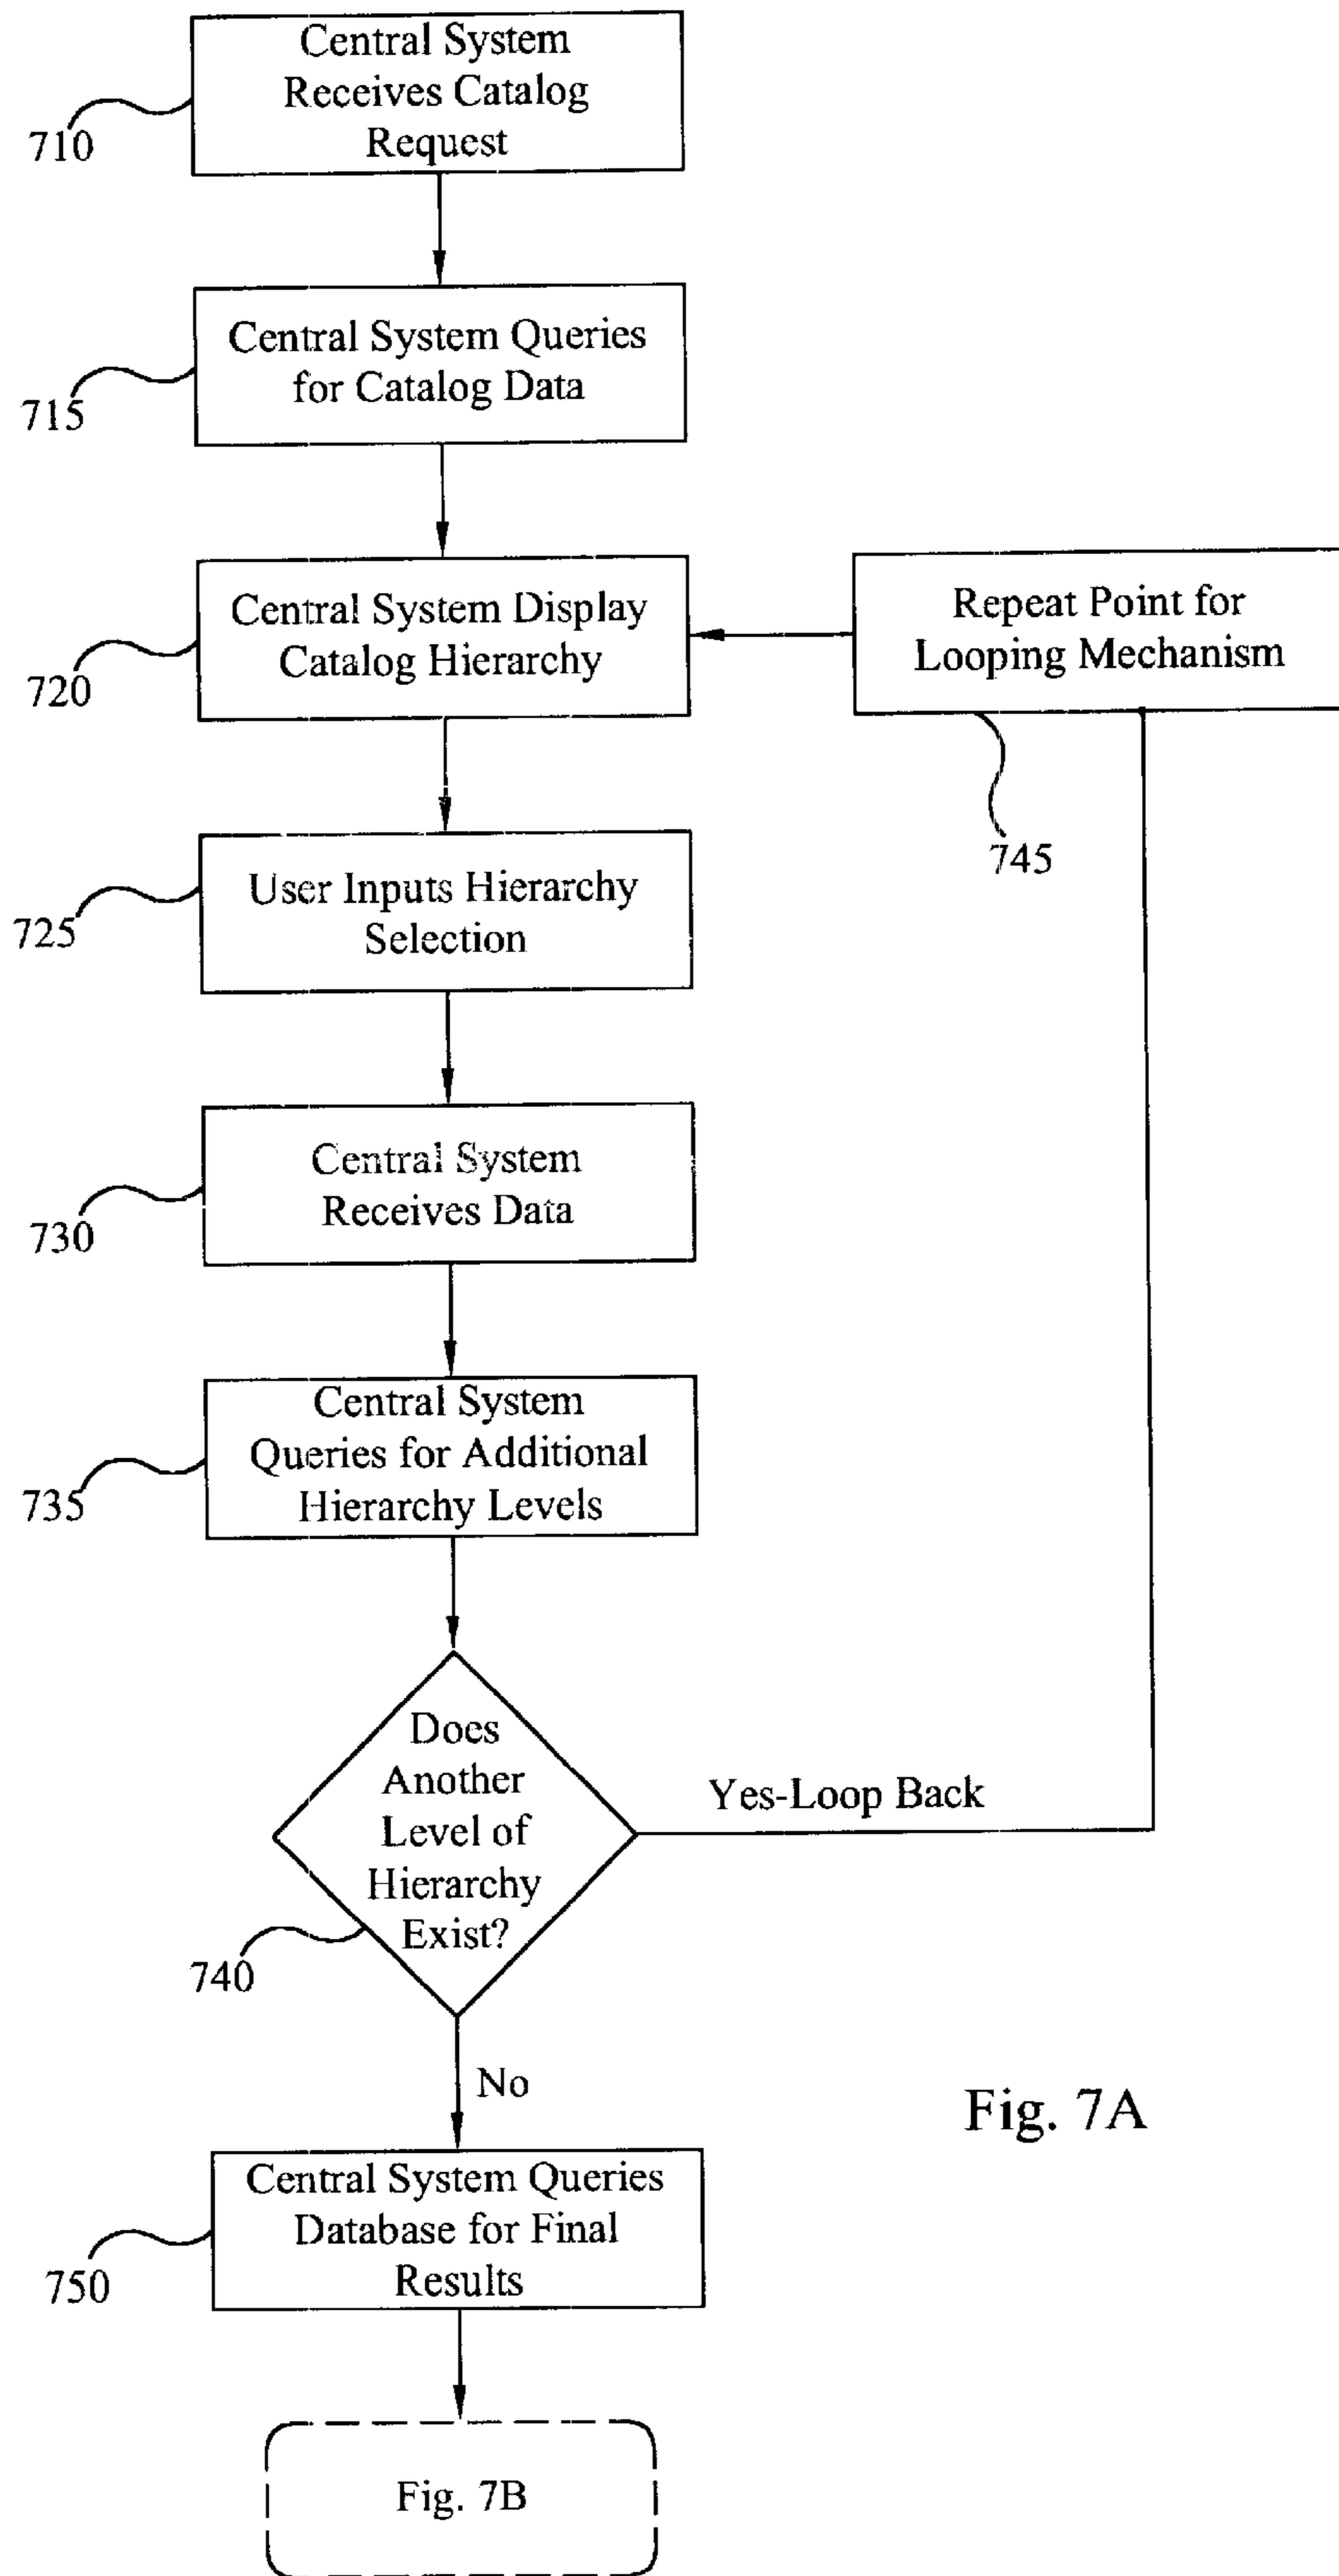 Central System
Receives Catalog
Request
710
Central System Queries
for Catalog Data
715
Central System Display
Catalog Hierarchy
720
Repeat Point for
Looping Mechanism
745
User Inputs Hierarchy
Selection
725
Central System
Receives Data
730
Central System
Queries for Additional
Hierarchy Levels
735
Does
Another
Level of
Hierarchy
Exist?
740
Yes-Loop Back
No
Central System Queries
Database for Final
Results
750
Fig. 7A
Fig. 7B